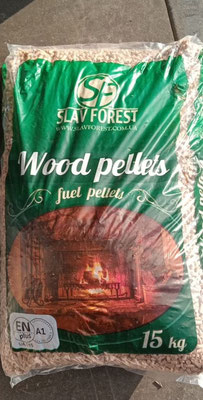 SF
SLAV FOREST
WWW.SLAVFOREST.COM.UA
Wood pellets
fuel pellets
EN
plus
A1
15 kg